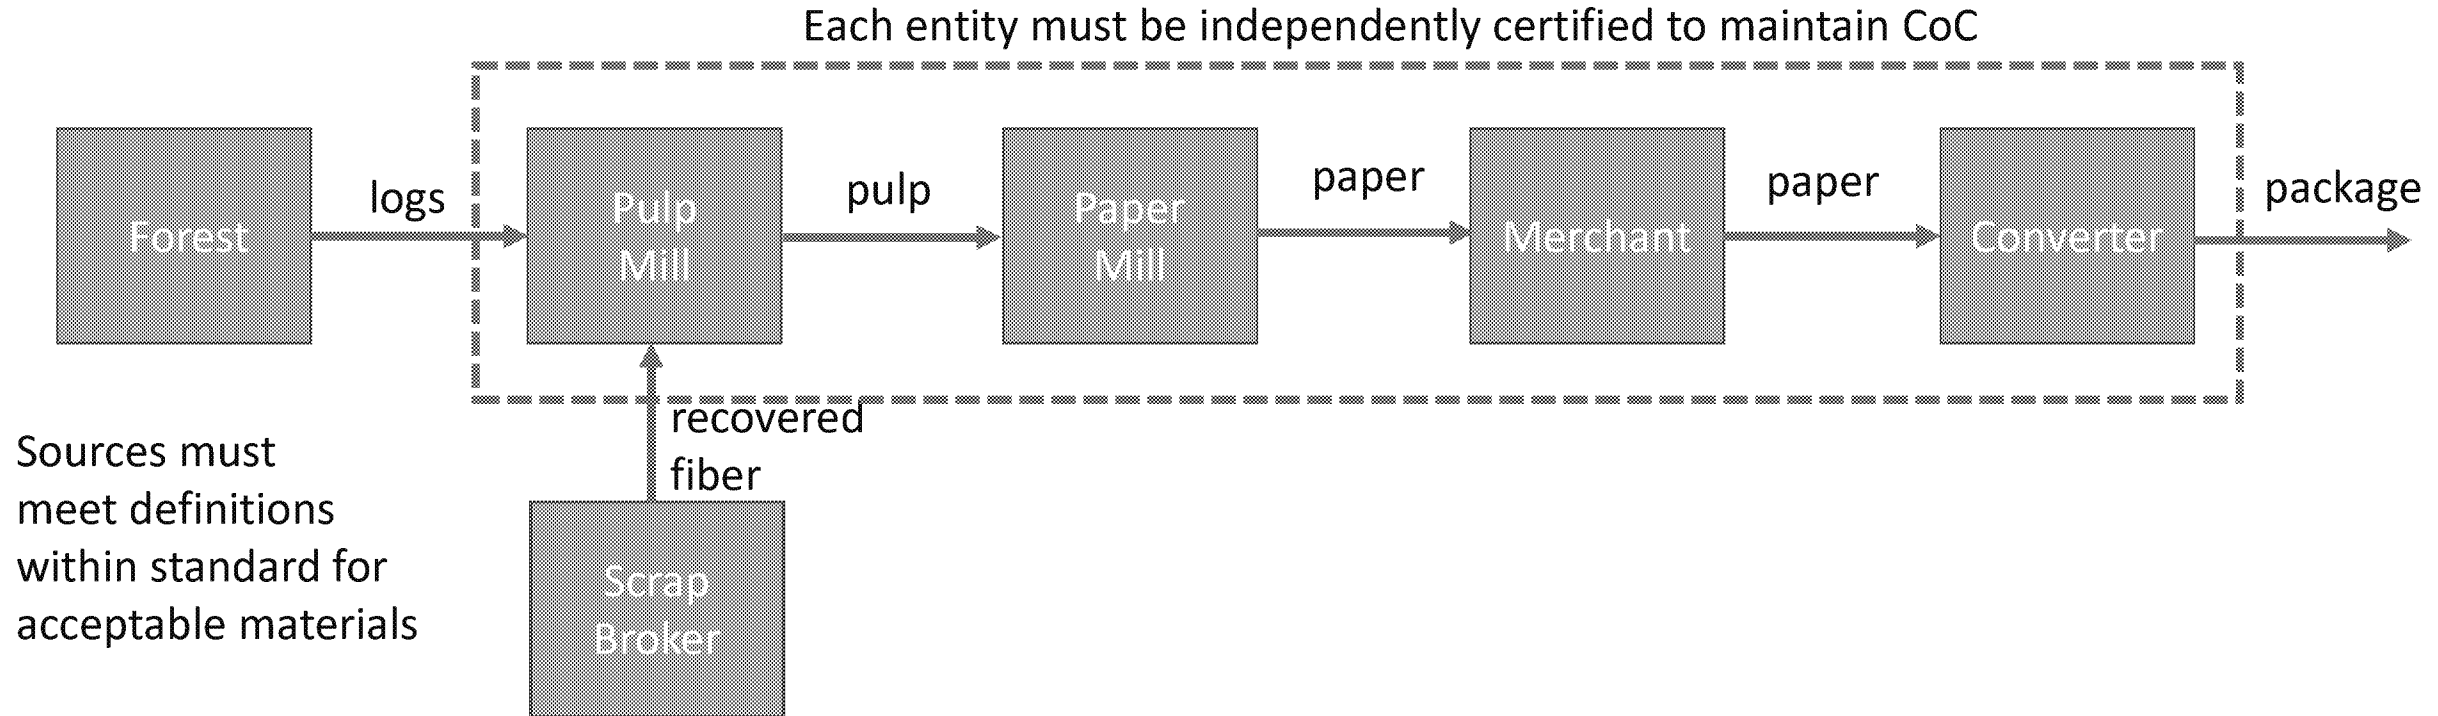 Each entity must be independently certified to maintain CoC
Forest
logs
Pulp
Mill
pulp
Paper
Mill
paper
Merchant
paper
Converter
package
recovered
fiber
Scrap
Broker
Sources must
meet definitions
within standard for
acceptable materials